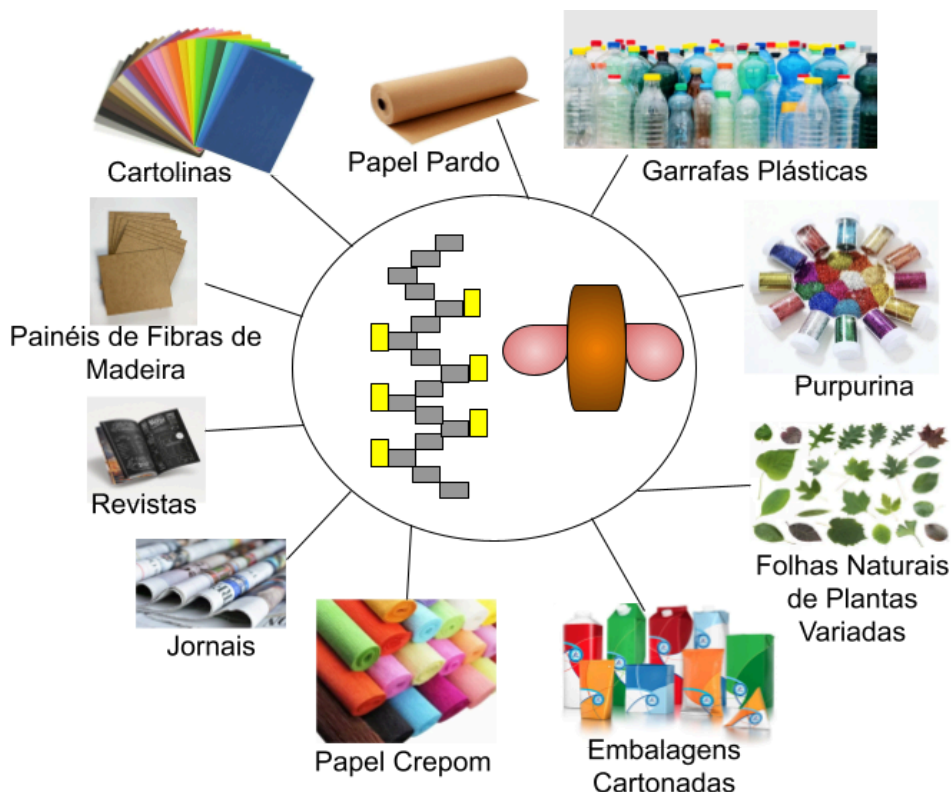 Cartolinas
Papel Pardo
Garrafas Plásticas
Painéis de Fibras de
Madeira
Purpurina
Revistas
Folhas Naturais
de Plantas
Variadas
Jornais
Papel Crepom
Embalagens
Cartonadas